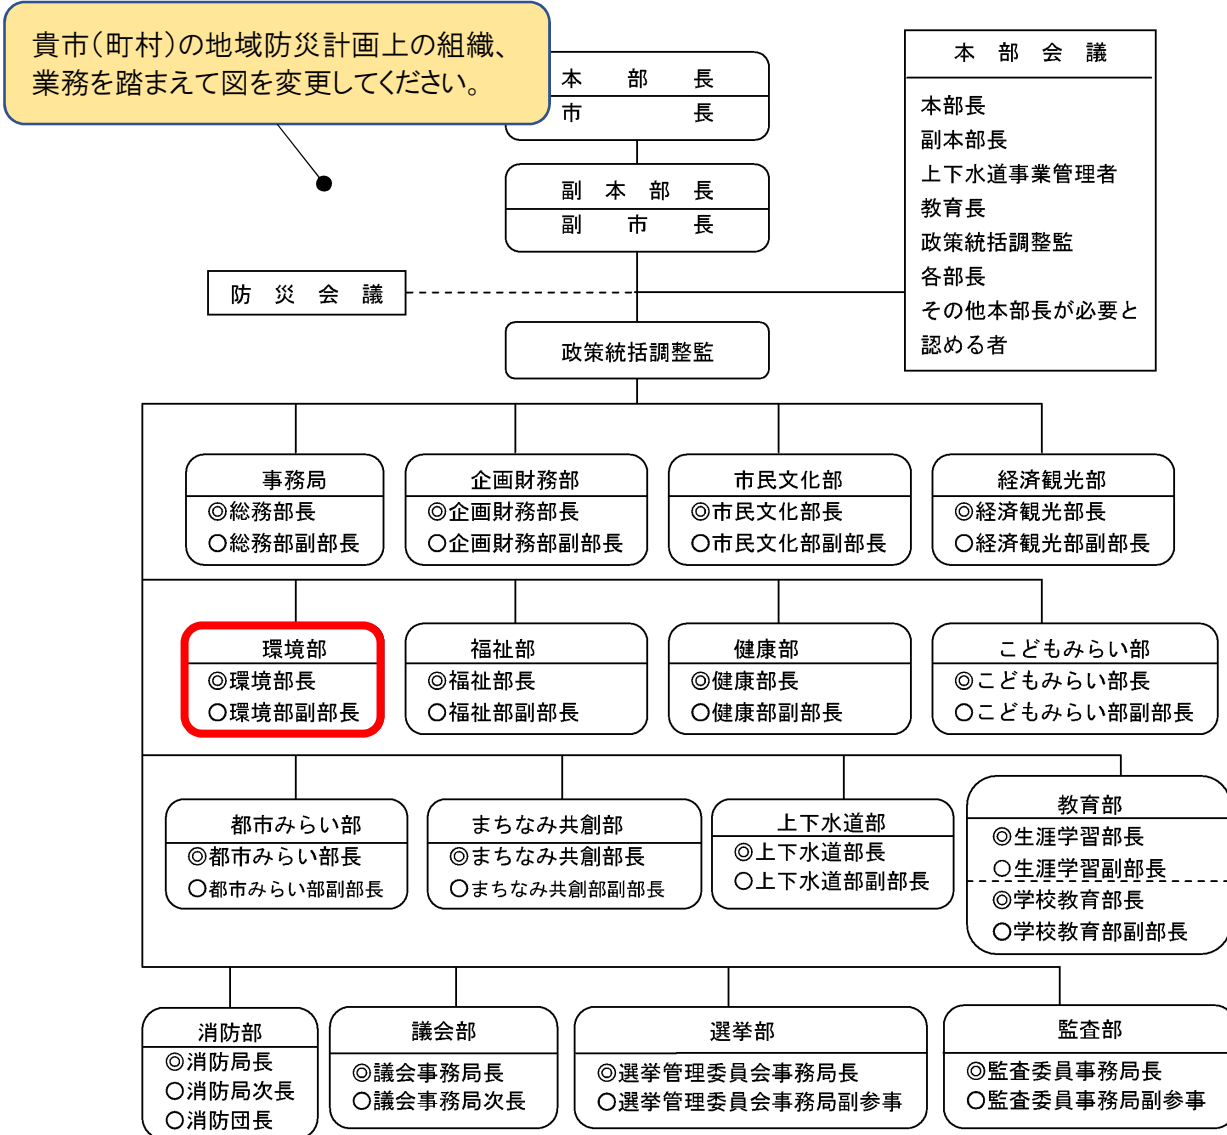 貴市（町村）の地域防災計画上の組織、
業務を踏まえて図を変更してください。
本部長
市長
副本部長
副市長
防災会議
本部会議
本部長
副本部長
上下水道事業管理者
教育長
政策統括調整監
各部長
その他本部長が必要と
認める者
政策統括調整監
事務局
◎総務部長
○総務部副部長
企画財務部
◎企画財務部長
○企画財務部副部長
市民文化部
◎市民文化部長
○市民文化部副部長
経済観光部
◎経済観光部長
○経済観光部副部長
環境部
◎環境部長
○環境部副部長
福祉部
◎福祉部長
○福祉部副部長
健康部
◎健康部長
○健康部副部長
こどもみらい部
◎こどもみらい部長
○こどもみらい部副部長
都市みらい部
◎都市みらい部長
○都市みらい部副部長
まちなみ共創部
◎まちなみ共創部長
○まちなみ共創部副部長
上下水道部
◎上下水道部長
○上下水道部副部長
教育部
◎生涯学習部長
○生涯学習副部長
◎学校教育部長
○学校教育部副部長
消防部
◎消防局長
○消防局次長
○消防団長
議会部
◎議会事務局長
○議会事務局次長
選挙部
◎選挙管理委員会事務局長
○選挙管理委員会事務局副参事
監査部
◎監査委員事務局長
○監査委員事務局副参事